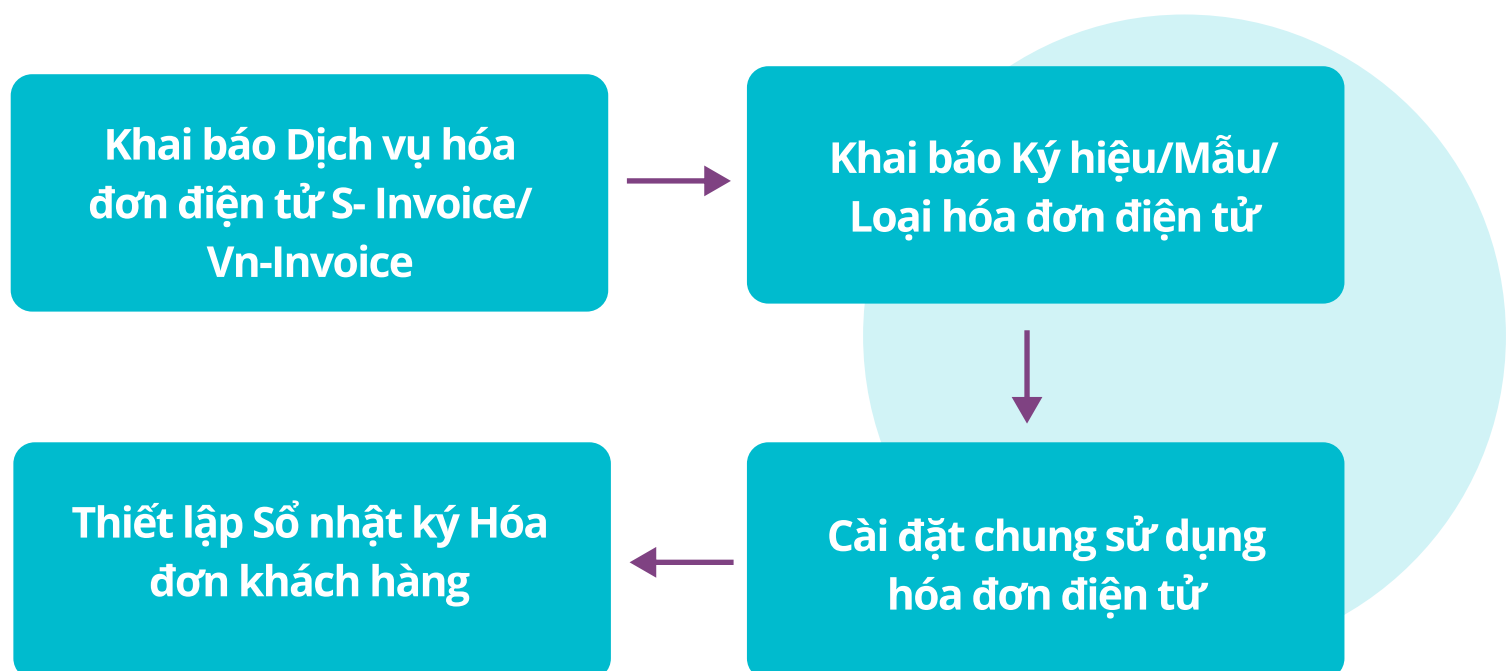 Khai báo Dịch vụ hóa
đơn điện tử S- Invoice/
Vn-Invoice
Khai báo Ký hiệu/Mẫu/
Loại hóa đơn điện tử
Cài đặt chung sử dụng
hóa đơn điện tử
Thiết lập Sổ nhật ký Hóa
đơn khách hàng